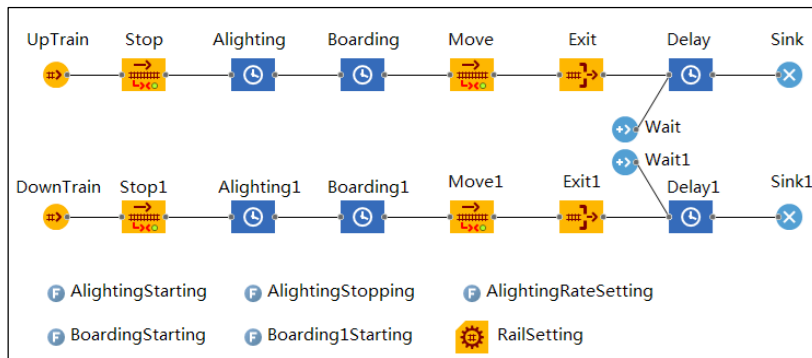 UpTrain Stop Alighting Boarding Move Exit Delay Sink
Wait
Wait1
DownTrain Stop1 Alighting1 Boarding1 Move1 Exit1 Delay1 Sink1
F AlightingStarting F AlightingStopping F AlightingRateSetting
F BoardingStarting F Boarding1Starting RailSetting